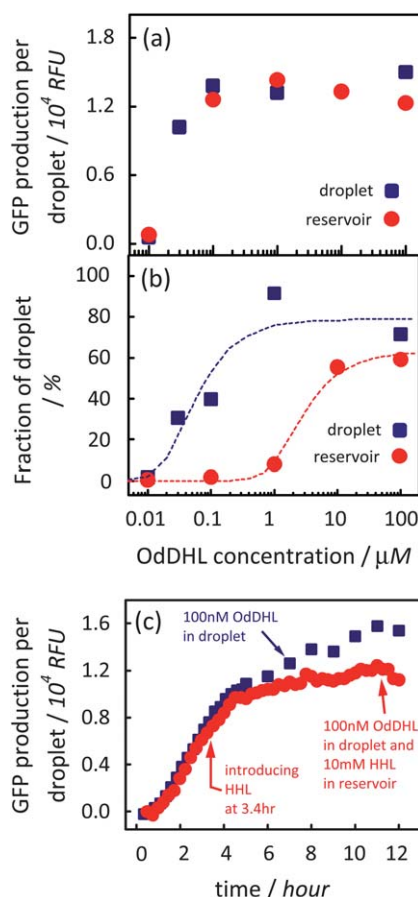 (a)
GFP production per
droplet / 10⁴ RFU
1.8
1.2
0.6
0.0
droplet
reservoir
(b)
Fraction of droplet
/ %
100
80
60
40
20
0
droplet
reservoir
0.01
0.1
1
10
100
OdDHL concentration / μM
(c)
GFP production per
droplet / 10⁴ RFU
1.6
1.2
0.8
0.4
0.0
100nM OdDHL
in droplet
introducing
HHL
at 3.4hr
100nM OdDHL
in droplet and
10mM HHL
in reservoir
0
2
4
6
8
10
12
time / hour